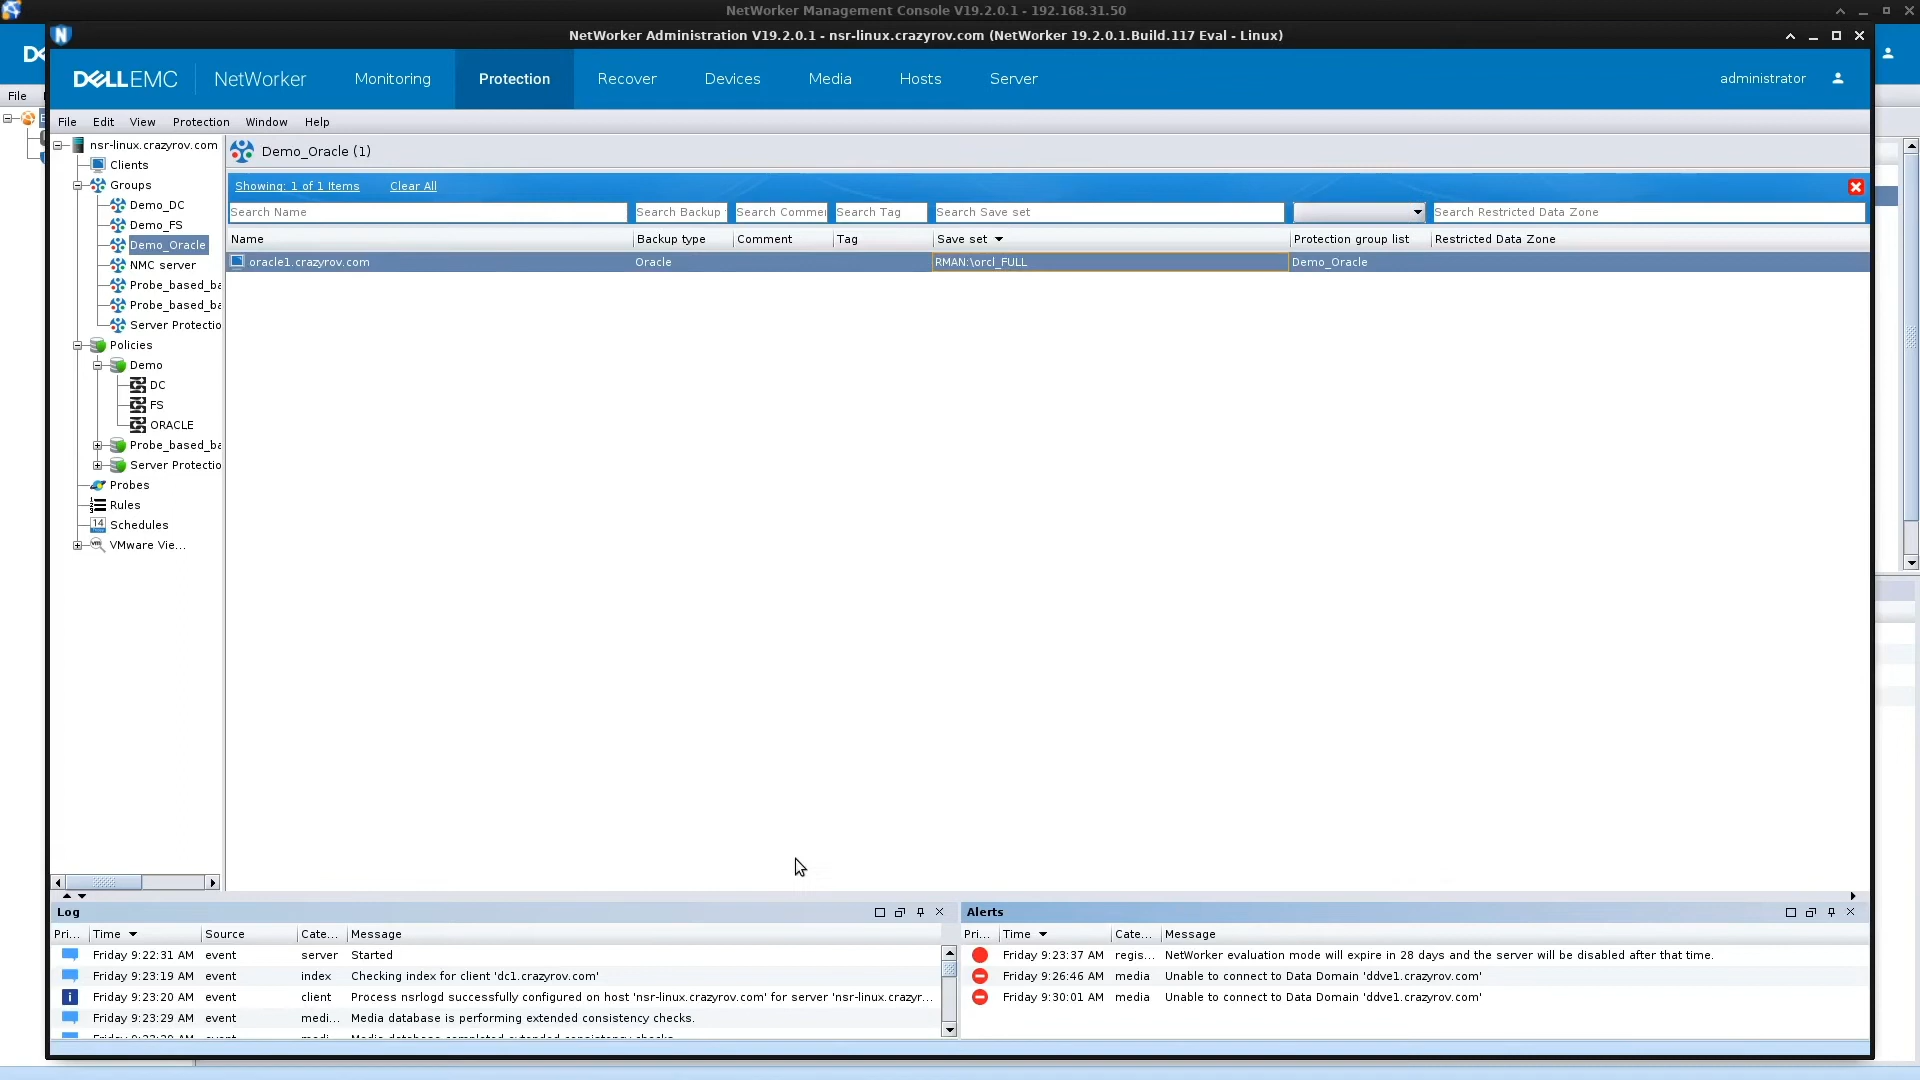 NetWorker Management Console V19.2.0.1 - 192.168.31.50
NetWorker Administration V19.2.0.1 - nsr-linux.crazyrov.com (NetWorker 19.2.0.1.Build.117 Eval - Linux)
DELLEMC NetWorker Monitoring Protection Recover Devices Media Hosts Server administrator
File
File Edit View Protection Window Help
nsr-linux.crazyrov.com
Clients
Groups
Demo_DC
Demo_FS
Demo_Oracle
NMC server
Probe_based_ba
Probe_based_ba
Server Protectio
Policies
Demo
DC
FS
ORACLE
Probe_based_ba
Server Protectio
Probes
Rules
Schedules
VMware Vie...
Demo_Oracle (1)
Showing: 1 of 1 Items Clear All
Search Name Search Backup Search Commer Search Tag Search Save set Search Restricted Data Zone
Name Backup type Comment Tag Save set Protection group list Restricted Data Zone
oracle1.crazyrov.com Oracle RMAN:\orcl_FULL Demo_Oracle
Log
Pri... Time Source Cate... Message
Friday 9:22:31 AM event server Started
Friday 9:23:19 AM event index Checking index for client 'dc1.crazyrov.com'
Friday 9:23:20 AM event client Process nsrlogd successfully configured on host 'nsr-linux.crazyrov.com' for server 'nsr-linux.crazyr...
Friday 9:23:29 AM event medi... Media database is performing extended consistency checks.
Alerts
Pri... Time Cate... Message
Friday 9:23:37 AM regis... NetWorker evaluation mode will expire in 28 days and the server will be disabled after that time.
Friday 9:26:46 AM media Unable to connect to Data Domain 'ddve1.crazyrov.com'
Friday 9:30:01 AM media Unable to connect to Data Domain 'ddve1.crazyrov.com'